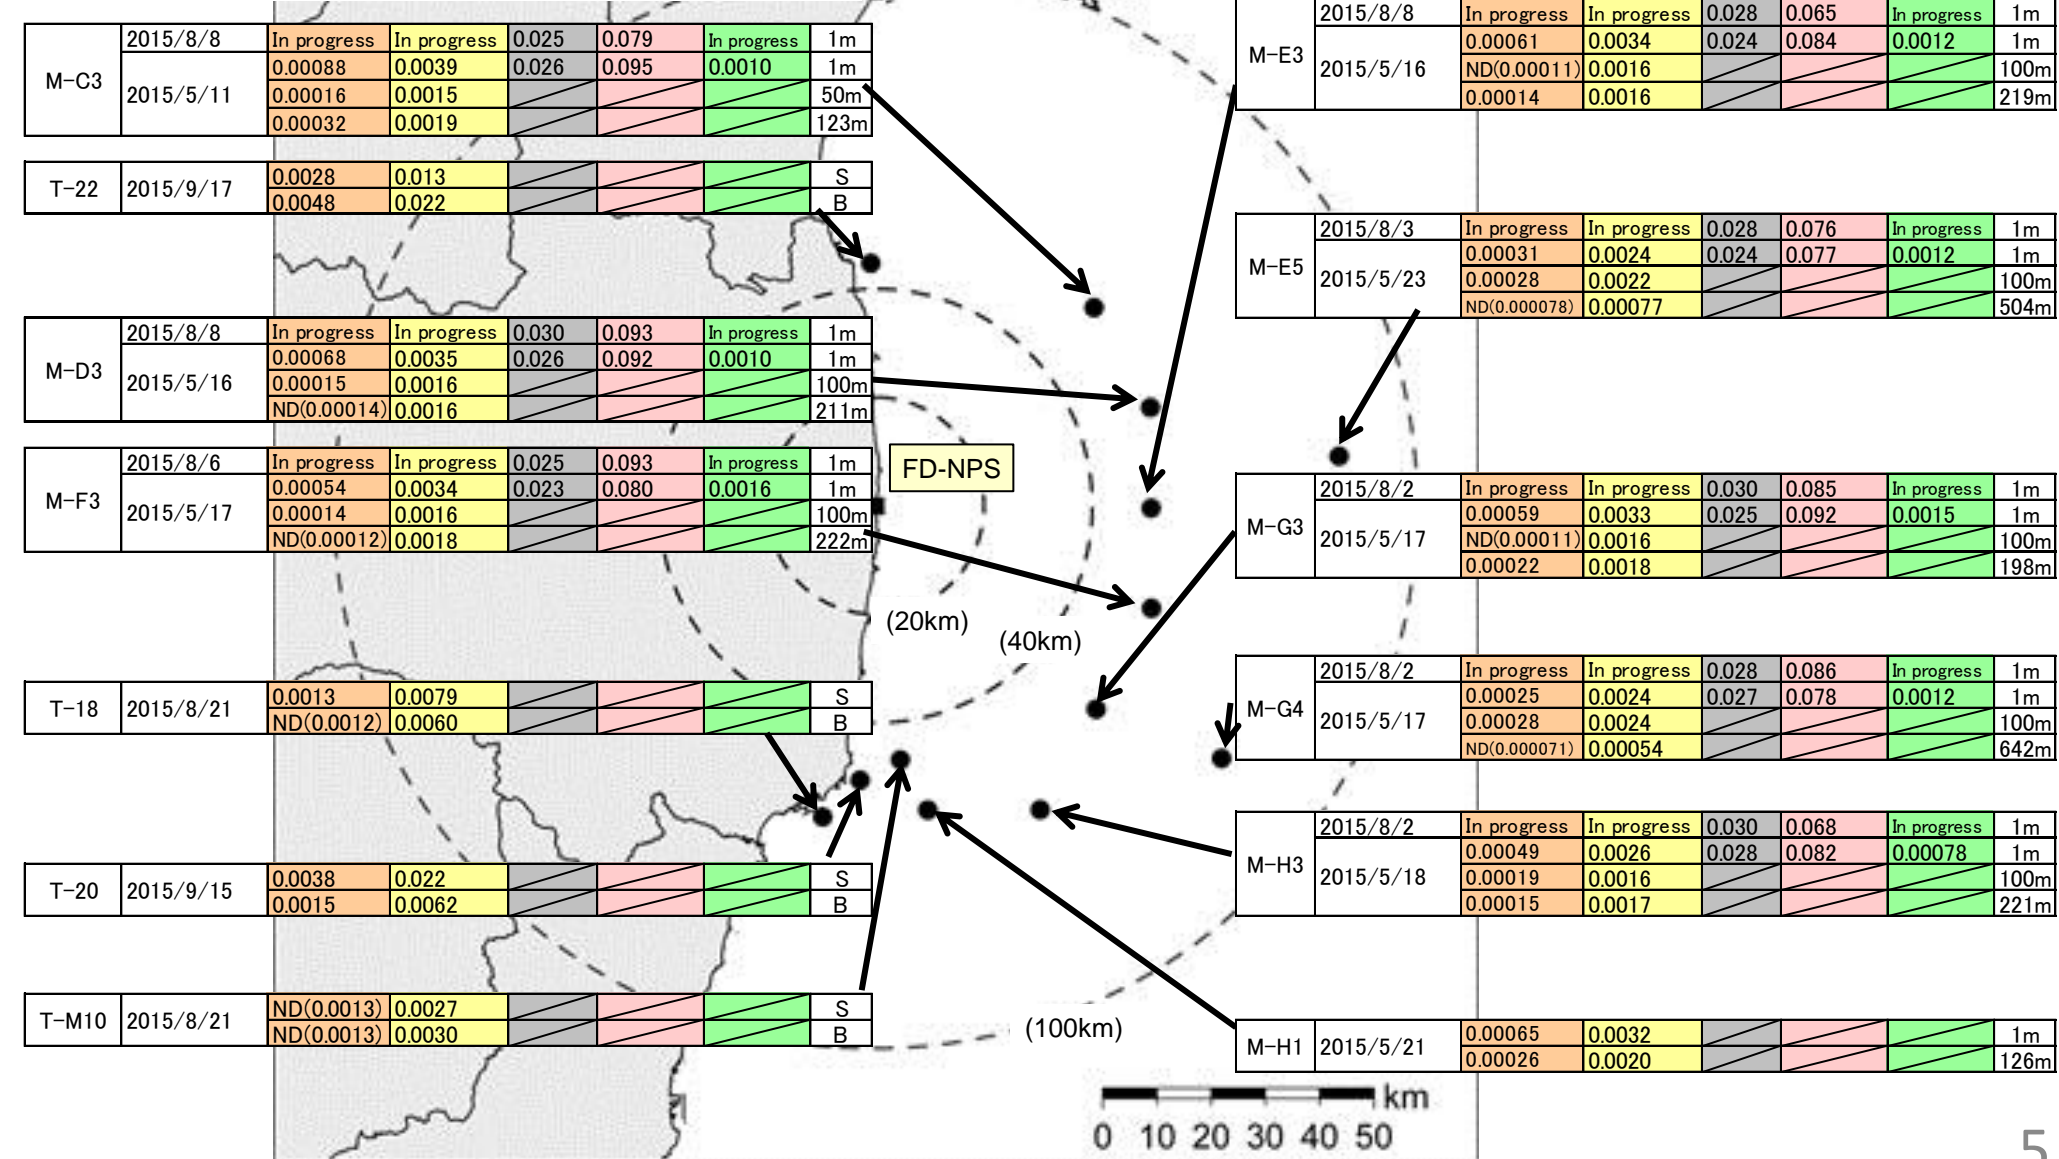 M-C3 2015/8/8 In progress In progress 0.025 0.079 In progress 1m
2015/5/11 0.00088 0.0039 0.026 0.095 0.0010 1m
0.00016 0.0015 50m
0.00032 0.0019 123m
T-22 2015/9/17 0.0028 0.013 S
0.0048 0.022 B
M-D3 2015/8/8 In progress In progress 0.030 0.093 In progress 1m
2015/5/16 0.00068 0.0035 0.026 0.092 0.0010 1m
0.00015 0.0016 100m
ND(0.00014) 0.0016 211m
M-F3 2015/8/6 In progress In progress 0.025 0.093 In progress 1m
2015/5/17 0.00054 0.0034 0.023 0.080 0.0016 1m
0.00014 0.0016 100m
ND(0.00012) 0.0018 222m
T-18 2015/8/21 0.0013 0.0079 S
ND(0.0012) 0.0060 B
T-20 2015/9/15 0.0038 0.022 S
0.0015 0.0062 B
T-M10 2015/8/21 ND(0.0013) 0.0027 S
ND(0.0013) 0.0030 B
FD-NPS
(20km)
(40km)
(100km)
M-E3 2015/8/8 In progress In progress 0.028 0.065 In progress 1m
2015/5/16 0.00061 0.0034 0.024 0.084 0.0012 1m
ND(0.00011) 0.0016 100m
0.00014 0.0016 219m
M-E5 2015/8/3 In progress In progress 0.028 0.076 In progress 1m
2015/5/23 0.00031 0.0024 0.024 0.077 0.0012 1m
0.00028 0.0022 100m
ND(0.000078) 0.00077 504m
M-G3 2015/8/2 In progress In progress 0.030 0.085 In progress 1m
2015/5/17 0.00059 0.0033 0.025 0.092 0.0015 1m
ND(0.00011) 0.0016 100m
0.00022 0.0018 198m
M-G4 2015/8/2 In progress In progress 0.028 0.086 In progress 1m
2015/5/17 0.00025 0.0024 0.027 0.078 0.0012 1m
0.00028 0.0024 100m
ND(0.000071) 0.00054 642m
M-H3 2015/8/2 In progress In progress 0.030 0.068 In progress 1m
2015/5/18 0.00049 0.0026 0.028 0.082 0.00078 1m
0.00019 0.0016 100m
0.00015 0.0017 221m
M-H1 2015/5/21 0.00065 0.0032 1m
0.00026 0.0020 126m
km
0 10 20 30 40 50
5